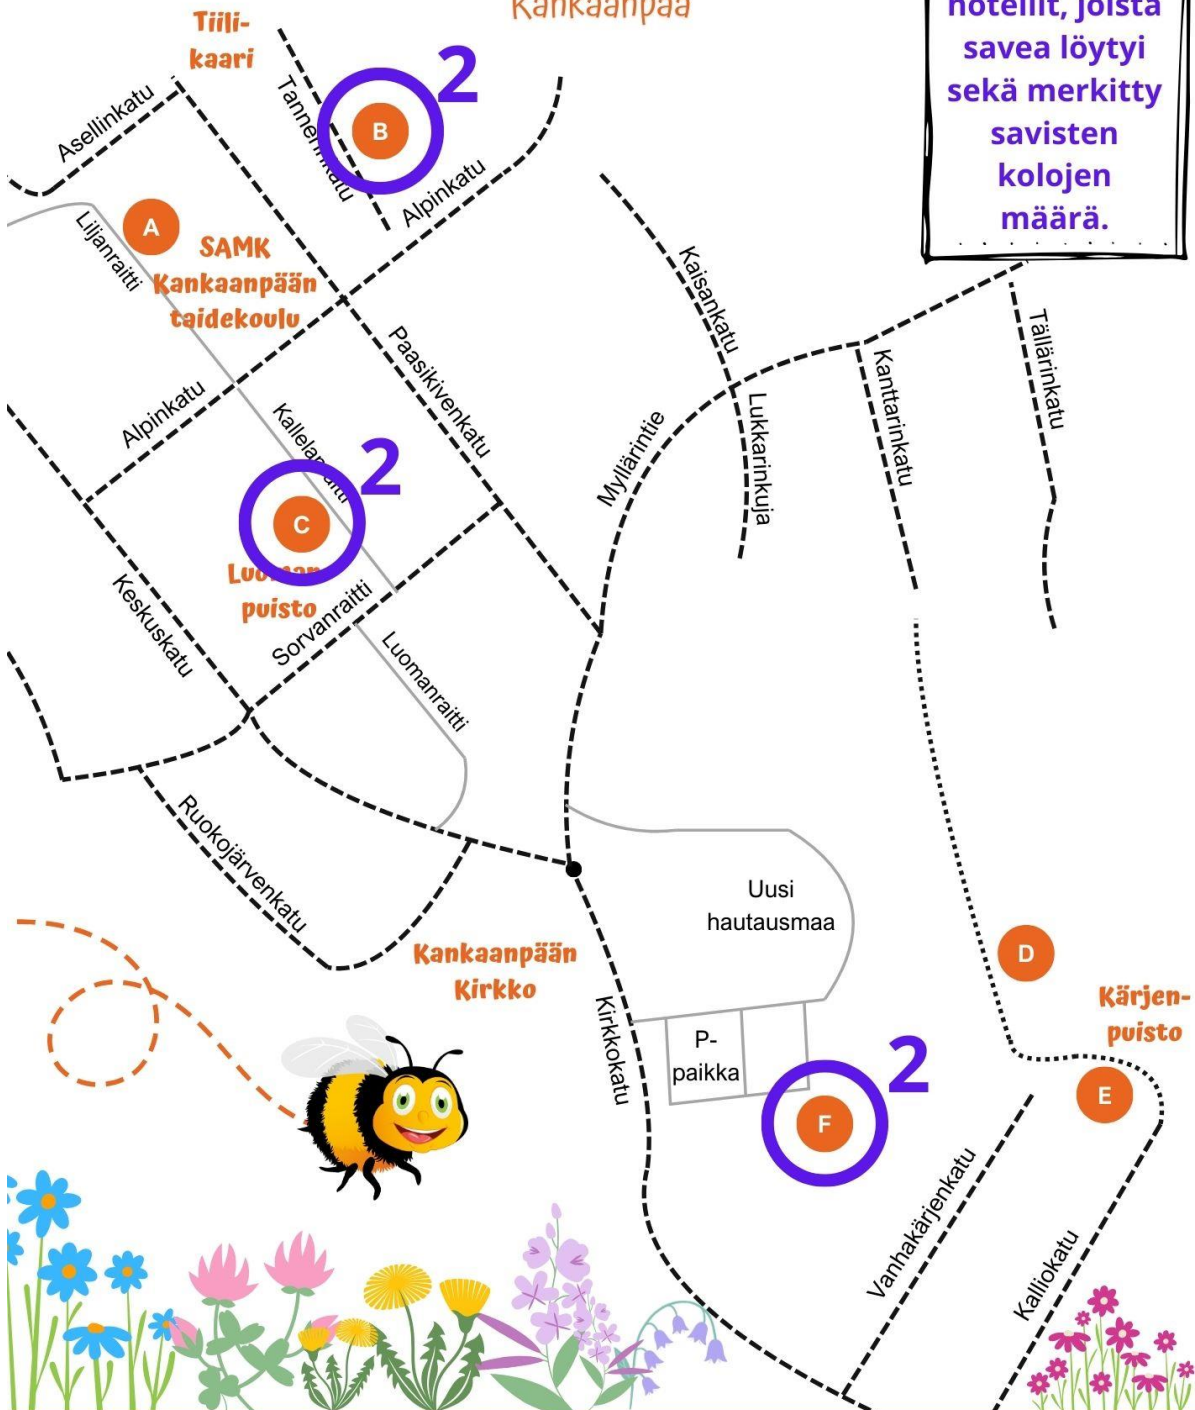 Kankaanpää
hotellit, joista
savea löytyi
sekä merkitty
savisten
kolojen
määrä.
Tiili-
kaari
2
B
Tannerinkatu
Asellinkatu
Alpinkatu
A
Liljanraitti
SAMK
Kankaanpään
taidekoulu
Kaisankatu
Paasikivenkatu
Tällärinkatu
Kanttarinkatu
Alpinkatu
Kallelanraitti
2
C
Lukkarinkuja
Myllärintie
Luoman-
puisto
Keskuskatu
Sorvanraitti
Luomanraitti
Ruokojärvenkatu
Uusi
hautausmaa
Kankaanpään
Kirkko
D
Kärjen-
puisto
Kirkkokatu
P-
paikka
2
F
E
Vanhakärjenkatu
Kalliokatu